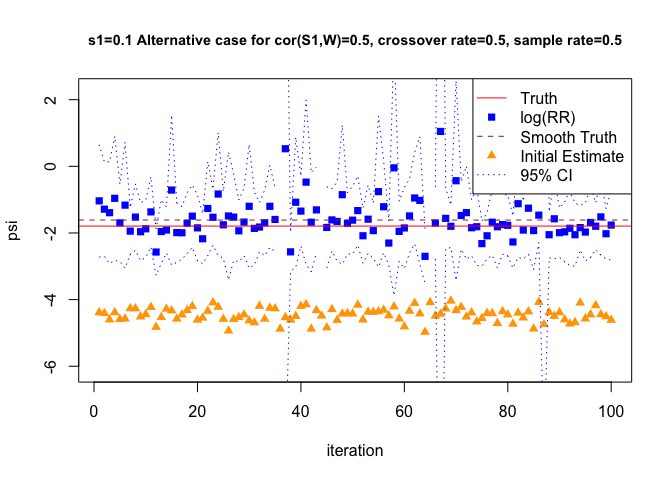 s1=0.1 Alternative case for cor(S1,W)=0.5, crossover rate=0.5, sample rate=0.5
psi
2
0
-2
-4
-6
Truth
log(RR)
Smooth Truth
Initial Estimate
95% CI
0
20
40
60
80
100
iteration